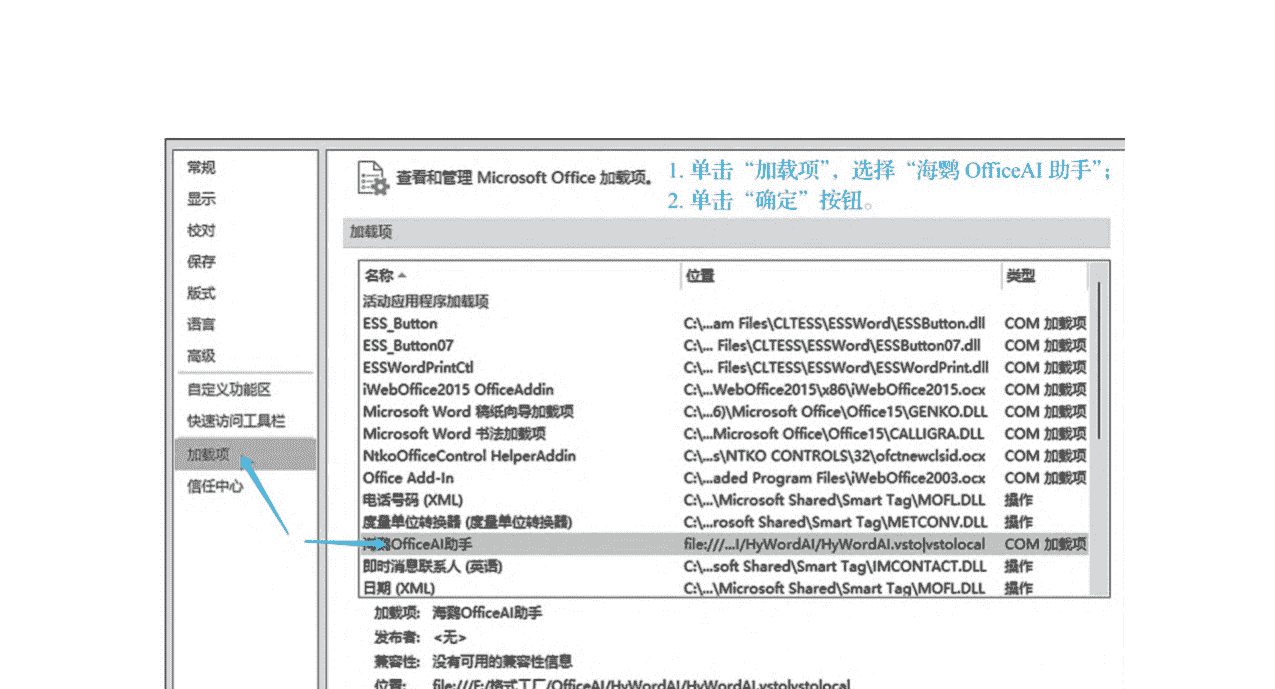 常规
显示
校对
保存
版式
语言
高级
自定义功能区
快速访问工具栏
加载项
信任中心
查看和管理 Microsoft Office 加载项。
1. 单击“加载项”，选择“海鹦 OfficeAI 助手”；
2. 单击“确定”按钮。
加载项
名称 位置 类型
活动应用程序加载项
ESS_Button C:\...am Files\CLTESS\ESSWord\ESSButton.dll COM 加载项
ESS_Button07 C:\... Files\CLTESS\ESSWord\ESSButton07.dll COM 加载项
ESSWordPrintCtl C:\... Files\CLTESS\ESSWord\ESSWordPrint.dll COM 加载项
iWebOffice2015 OfficeAddin C:\...WebOffice2015\x86\iWebOffice2015.ocx COM 加载项
Microsoft Word 稿纸向导加载项 C:\...6)\Microsoft Office\Office15\GENKO.DLL COM 加载项
Microsoft Word 书法加载项 C:\...Microsoft Office\Office15\CALLIGRA.DLL COM 加载项
NtkoOfficeControl HelperAddin C:\...s\NTKO CONTROLS\32\ofctnewclsid.ocx COM 加载项
Office Add-In C:\...aded Program Files\iWebOffice2003.ocx COM 加载项
电话号码 (XML) C:\...\Microsoft Shared\Smart Tag\MOFL.DLL 操作
度量单位转换器 (度量单位转换器) C:\...rosoft Shared\Smart Tag\METCONV.DLL 操作
海鹦OfficeAI助手 file:///...I/HyWordAI/HyWordAI.vsto|vstolocal COM 加载项
即时消息联系人 (英语) C:\...soft Shared\Smart Tag\IMCONTACT.DLL 操作
日期 (XML) C:\...\Microsoft Shared\Smart Tag\MOFL.DLL 操作
加载项: 海鹦OfficeAI助手
发布者: <无>
兼容性: 没有可用的兼容性信息
位置: file:///F:/格式工厂/OfficeAI/HyWordAI/HyWordAI.vsto|vstolocal